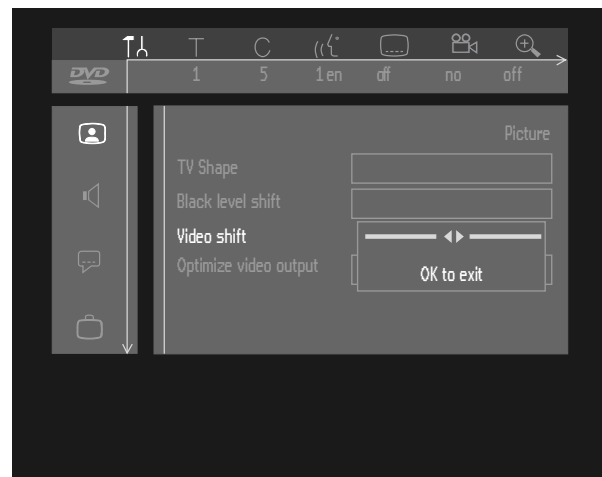 T C
DVD 1 5 1 en off no off
Picture
TV Shape
Black level shift
Video shift
Optimize video output
OK to exit